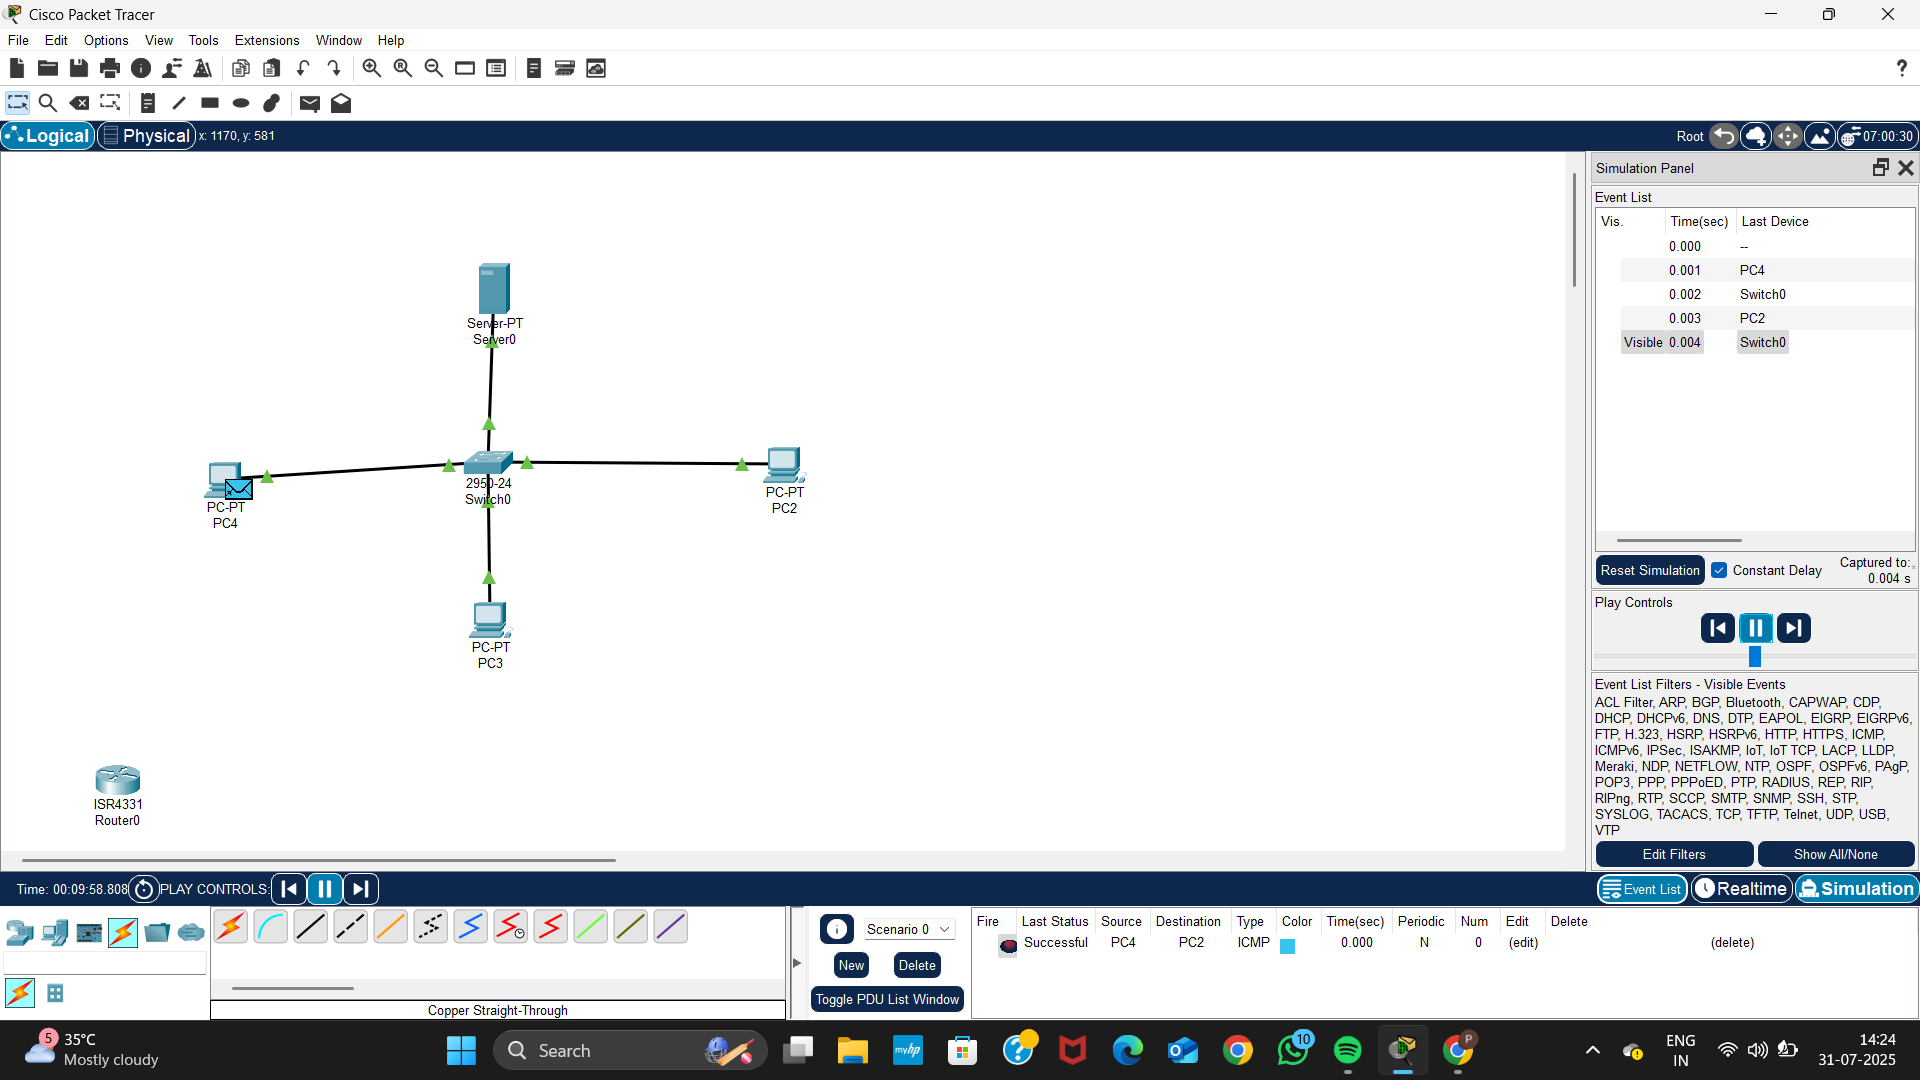 Cisco Packet Tracer
File Edit Options View Tools Extensions Window Help
?
Logical Physical x: 1170, y: 581
Root 07:00:30
Simulation Panel
Event List
Vis. Time(sec) Last Device
0.000 --
0.001 PC4
0.002 Switch0
0.003 PC2
Visible 0.004 Switch0
Server-PT
Server0
PC-PT
PC4
2950-24
Switch0
PC-PT
PC2
PC-PT
PC3
ISR4331
Router0
Reset Simulation Constant Delay Captured to:
0.004 s
Play Controls
Event List Filters - Visible Events
ACL Filter, ARP, BGP, Bluetooth, CAPWAP, CDP,
DHCP, DHCPv6, DNS, DTP, EAPOL, EIGRP, EIGRPv6,
FTP, H.323, HSRP, HSRPv6, HTTP, HTTPS, ICMP,
ICMPv6, IPSec, ISAKMP, IoT, IoT TCP, LACP, LLDP,
Meraki, NDP, NETFLOW, NTP, OSPF, OSPFv6, PAgP,
POP3, PPP, PPPoED, PTP, RADIUS, REP, RIP,
RIPng, RTP, SCCP, SMTP, SNMP, SSH, STP,
SYSLOG, TACACS, TCP, TFTP, Telnet, UDP, USB,
VTP
Edit Filters Show All/None
Time: 00:09:58.808 PLAY CONTROLS:
Event List Realtime Simulation
Copper Straight-Through
Scenario 0
New Delete
Toggle PDU List Window
Fire Last Status Source Destination Type Color Time(sec) Periodic Num Edit Delete
Successful PC4 PC2 ICMP 0.000 N 0 (edit) (delete)
5
35°C
Mostly cloudy
Search
myhp
10
P
ENG
IN
14:24
31-07-2025